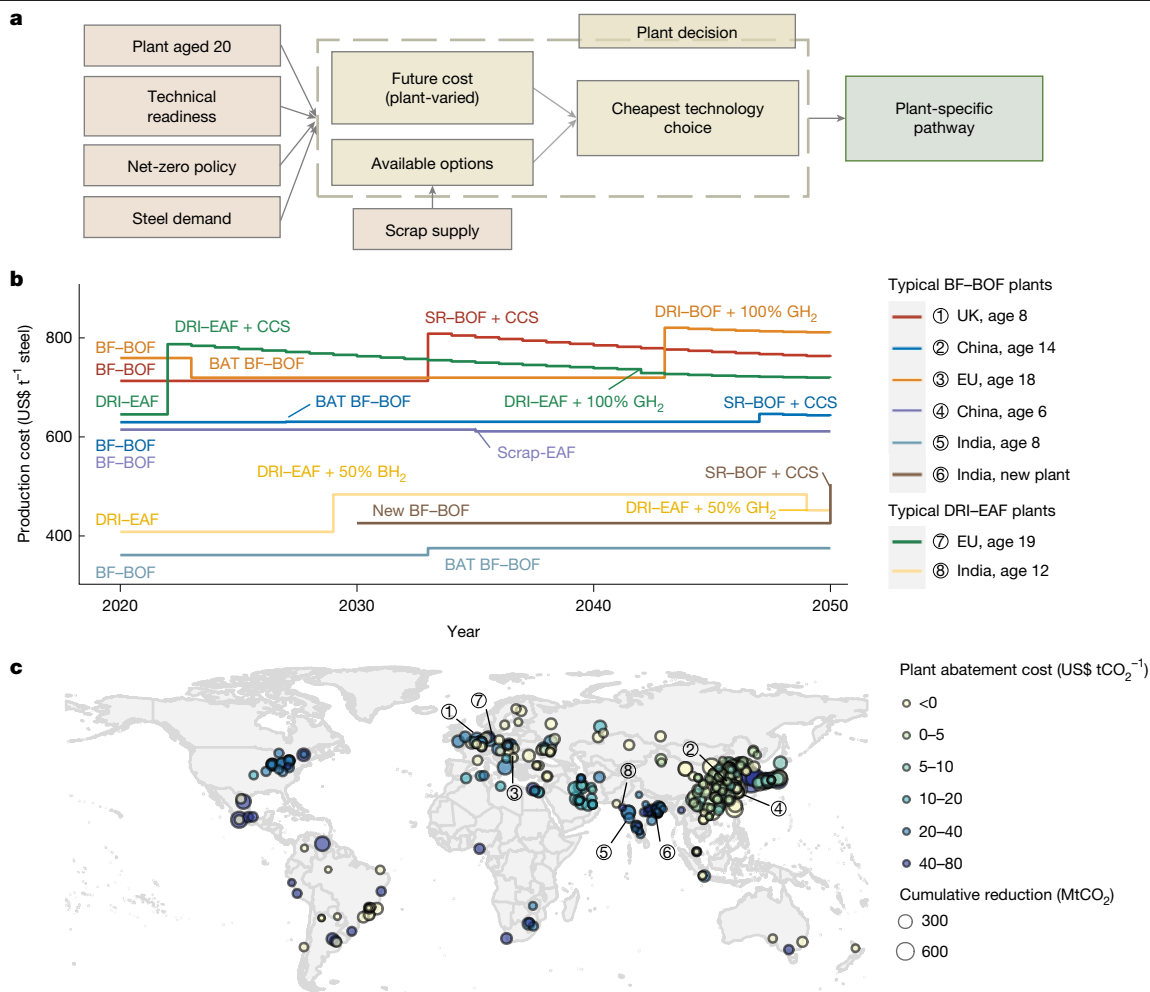 a
Plant decision
Plant aged 20
Technical
readiness
Net-zero policy
Steel demand
Future cost
(plant-varied)
Available options
Scrap supply
Cheapest technology
choice
Plant-specific
pathway
b
Production cost (US$ t⁻¹ steel)
800
600
400
BF–BOF
BF–BOF
DRI–EAF
BF–BOF
BF–BOF
DRI–EAF
BF–BOF
DRI–EAF + CCS
BAT BF–BOF
SR–BOF + CCS
DRI–BOF + 100% GH₂
DRI–EAF + 100% GH₂
BAT BF–BOF
SR–BOF + CCS
Scrap-EAF
DRI–EAF + 50% BH₂
SR–BOF + CCS
New BF–BOF
DRI–EAF + 50% GH₂
BAT BF–BOF
2020
2030
2040
2050
Year
Typical BF–BOF plants
① UK, age 8
② China, age 14
③ EU, age 18
④ China, age 6
⑤ India, age 8
⑥ India, new plant
Typical DRI–EAF plants
⑦ EU, age 19
⑧ India, age 12
c
①
⑦
③
②
⑧
④
⑤
⑥
Plant abatement cost (US$ tCO₂⁻¹)
<0
0–5
5–10
10–20
20–40
40–80
Cumulative reduction (MtCO₂)
300
600